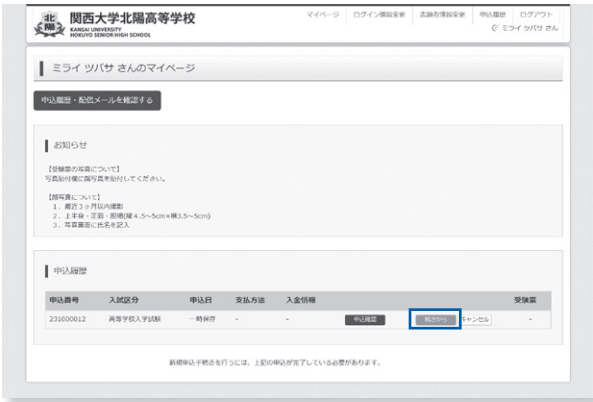 関西大学北陽高等学校
KANSAI UNIVERSITY
HOKUYO SENIOR HIGH SCHOOL
マイページ ログイン情報変更 志願者情報変更 申込履歴 ログアウト
ミライ ツバサ さん
ミライ ツバサ さんのマイページ
申込履歴・配信メールを確認する
お知らせ
【受験票の写真について】
写真貼付欄に顔写真を貼付してください。
【顔写真について】
1. 最近3ヶ月以内撮影
2. 上半身・正面・脱帽(縦4.5～5cm×横3.5～5cm)
3. 写真裏面に氏名を記入
申込履歴
申込番号 入試区分 申込日 支払方法 入金情報 受験票
231000012 高等学校入学試験 一時保存 - - 申込確認 続きから キャンセル -
新規申込手続きを行うには、上記の申込が完了している必要があります。